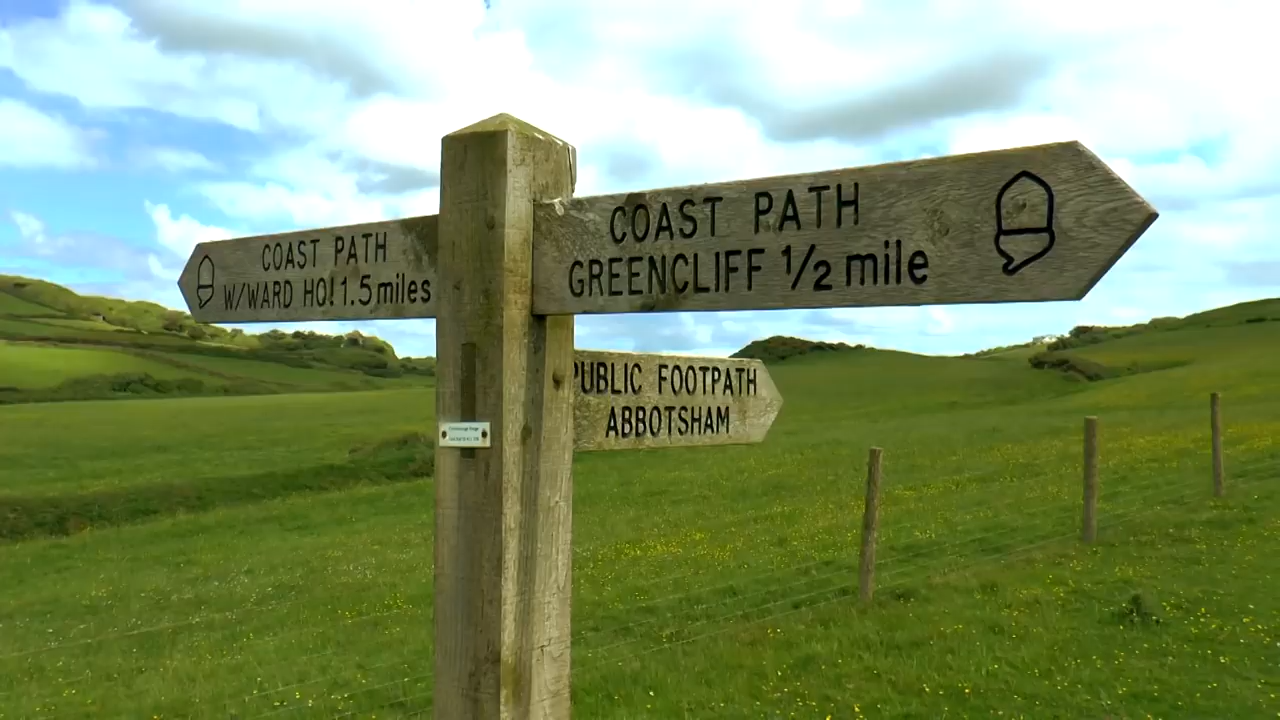 COAST PATH
W/WARD HO! 1.5 miles
COAST PATH
GREENCLIFF 1/2 mile
PUBLIC FOOTPATH
ABBOTSHAM